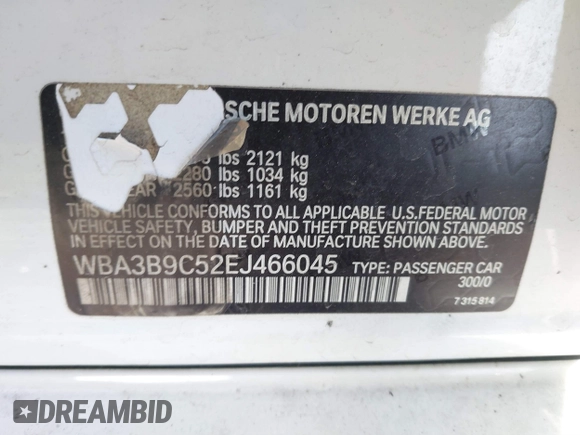 SCHE MOTOREN WERKE AG
lbs 2121 kg
280 lbs 1034 kg
EAR 2560 lbs 1161 kg
THIS VEHICLE CONFORMS TO ALL APPLICABLE U.S.FEDERAL MOTOR
VEHICLE SAFETY, BUMPER AND THEFT PREVENTION STANDARDS
IN EFFECT ON THE DATE OF MANUFACTURE SHOWN ABOVE.
WBA3B9C52EJ466045 TYPE: PASSENGER CAR
300/0
7 315 814
DREAMBID